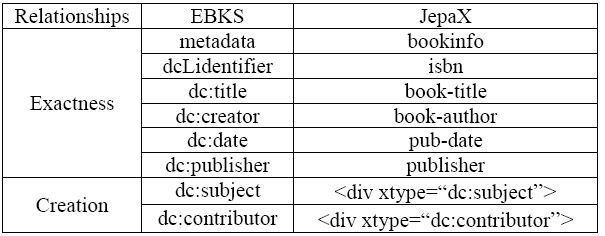 Relationships EBKS JepaX
Exactness metadata bookinfo
dcLidentifier isbn
dc:title book-title
dc:creator book-author
dc:date pub-date
dc:publisher publisher
Creation dc:subject <div xtype=“dc:subject”>
dc:contributor <div xtype=“dc:contributor”>